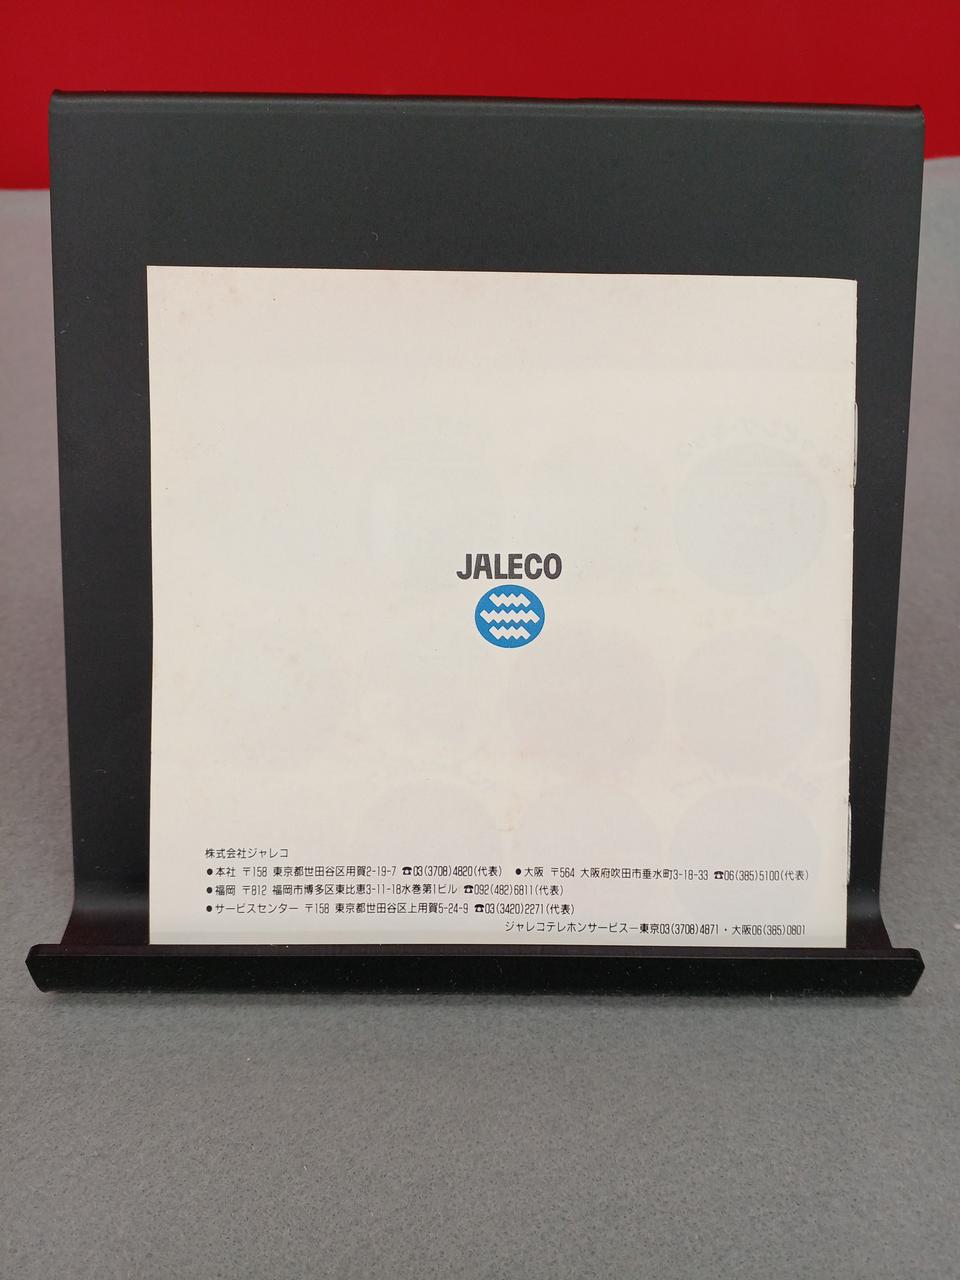 JALECO
株式会社ジャレコ
●本社 〒158 東京都世田谷区用賀2-19-7 ☎03(3708)4820(代表) ●大阪 〒564 大阪府吹田市垂水町3-18-33 ☎06(385)5100(代表)
●福岡 〒812 福岡市博多区東比恵3-11-18水巻第1ビル ☎092(482)6811(代表)
●サービスセンター 〒158 東京都世田谷区上用賀5-24-9 ☎03(3420)2271(代表)
ジャレコテレホンサービス─東京03(3708)4871・大阪06(385)0801